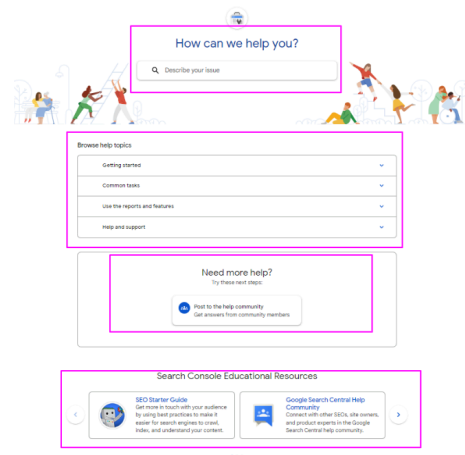 How can we help you?
Describe your issue
Browse help topics
Getting started
Common tasks
Use the reports and features
Help and support
Need more help?
Try these next steps:
Post to the help community
Get answers from community members
Search Console Educational Resources
SEO Starter Guide
Get more in touch with your audience
by using best practices to make it
easier for search engines to crawl,
index, and understand your content.
Google Search Central Help
Community
Connect with other SEOs, site owners,
and product experts in the Google
Search Central help community.